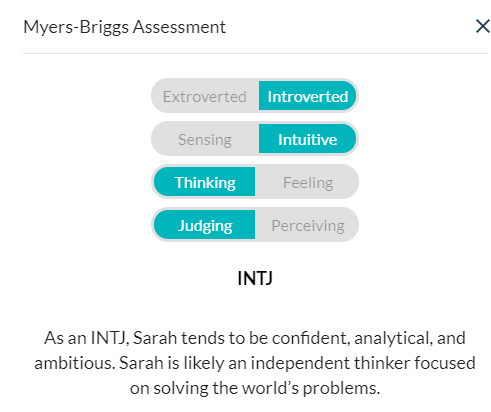 Myers-Briggs Assessment
Extroverted Introverted
Sensing Intuitive
Thinking Feeling
Judging Perceiving
INTJ
As an INTJ, Sarah tends to be confident, analytical, and
ambitious. Sarah is likely an independent thinker focused
on solving the world’s problems.